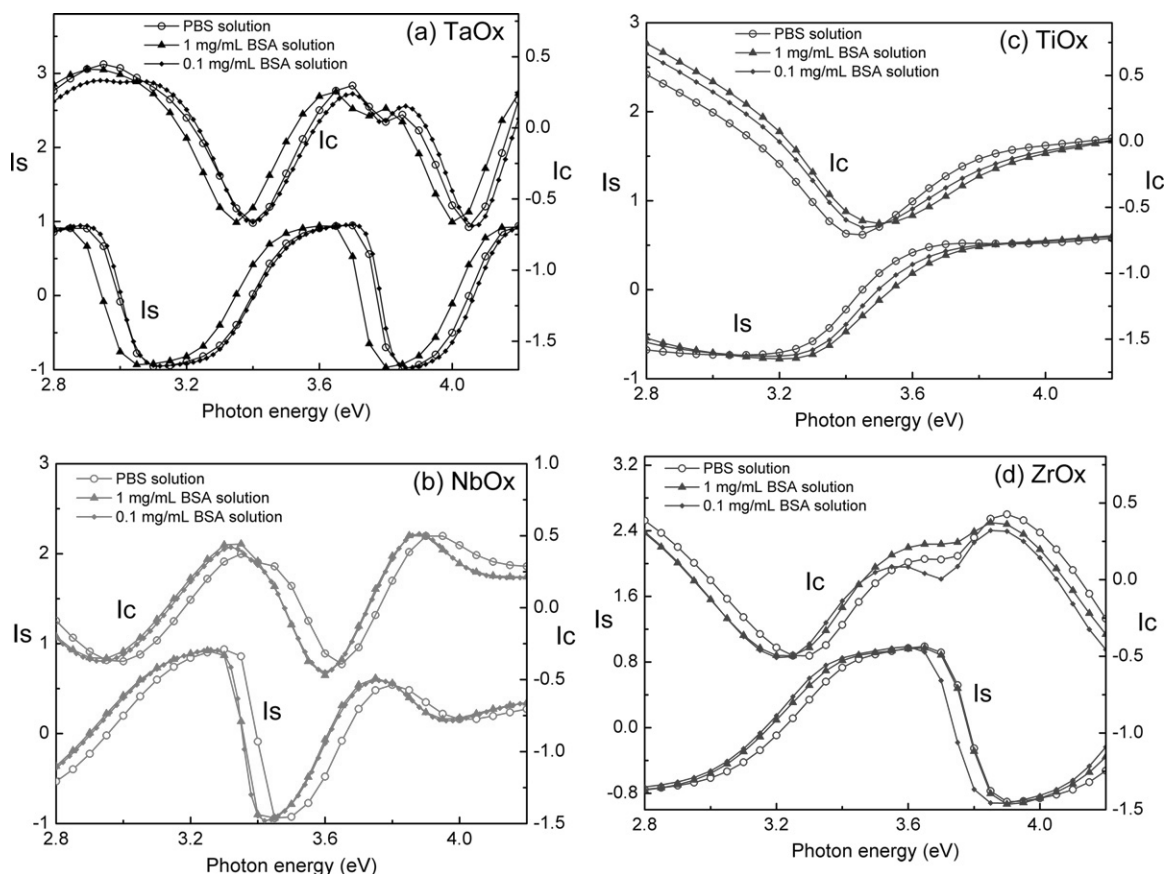 (a) TaOx
PBS solution
1 mg/mL BSA solution
0.1 mg/mL BSA solution
3
2
1
0
-1
Is
0.5
0.0
-0.5
-1.0
-1.5
Ic
Ic
Is
2.8 3.2 3.6 4.0
Photon energy (eV)
(c) TiOx
PBS solution
1 mg/mL BSA solution
0.1 mg/mL BSA solution
3
2
1
0
-1
Is
0.5
0.0
-0.5
-1.0
-1.5
Ic
Ic
Is
2.8 3.2 3.6 4.0
Photon energy (eV)
(b) NbOx
PBS solution
1 mg/mL BSA solution
0.1 mg/mL BSA solution
3
2
1
0
-1
Is
1.0
0.5
0.0
-0.5
-1.0
-1.5
Ic
Ic
Is
2.8 3.2 3.6 4.0
Photon energy (eV)
(d) ZrOx
PBS solution
1 mg/mL BSA solution
0.1 mg/mL BSA solution
3.2
2.4
1.6
0.8
0.0
-0.8
Is
0.5
0.0
-0.5
-1.0
-1.5
Ic
Ic
Is
2.8 3.2 3.6 4.0
Photon energy (eV)